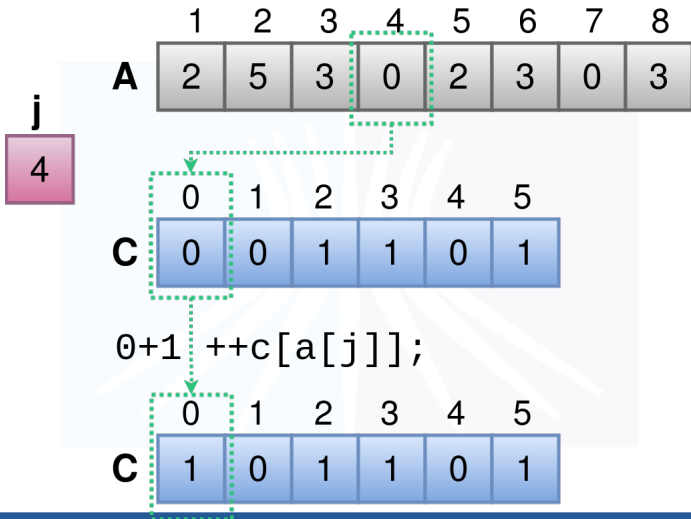 1 2 3 4 5 6 7 8
A 2 5 3 0 2 3 0 3
j
4
0 1 2 3 4 5
C 0 0 1 1 0 1
0+1 ++c[a[j]];
0 1 2 3 4 5
C 1 0 1 1 0 1